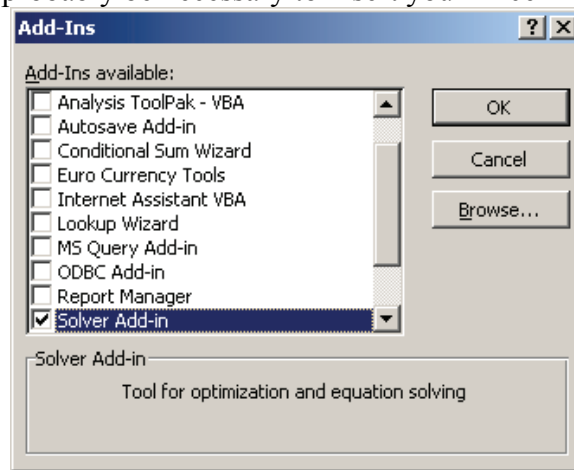 Add-Ins
Add-Ins available:
Analysis ToolPak - VBA
Autosave Add-in
Conditional Sum Wizard
Euro Currency Tools
Internet Assistant VBA
Lookup Wizard
MS Query Add-in
ODBC Add-in
Report Manager
Solver Add-in
OK
Cancel
Browse...
Solver Add-in
Tool for optimization and equation solving